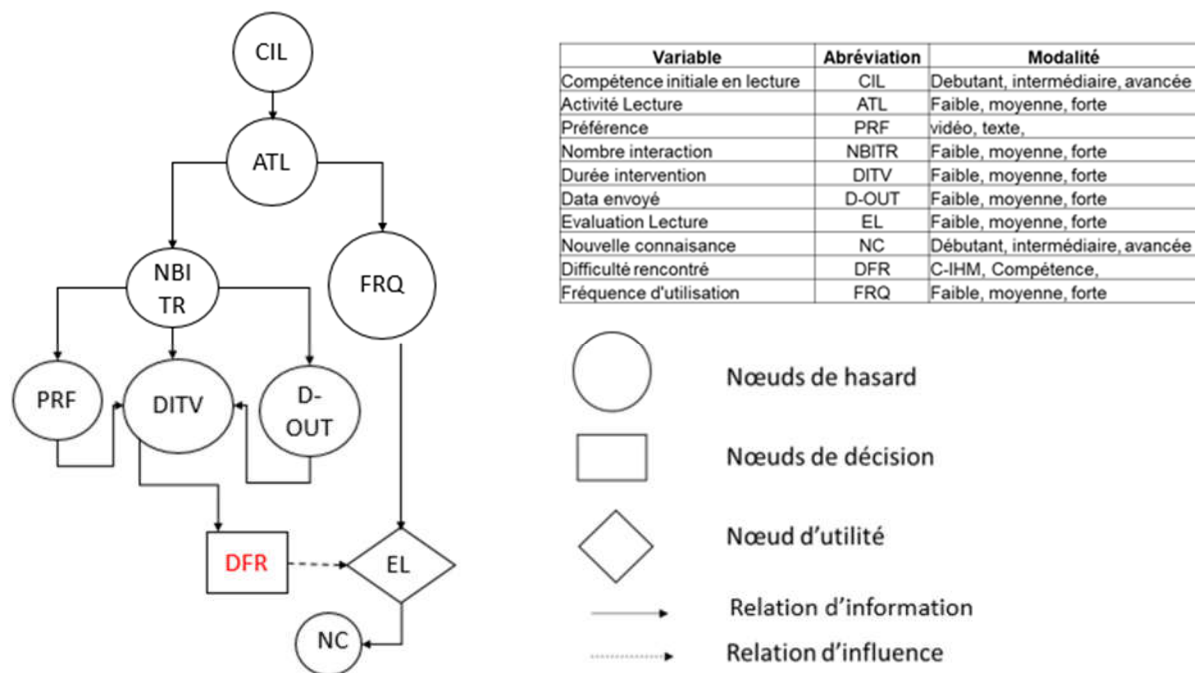 CIL
ATL
NBI
TR
FRQ
PRF
DITV
D-
OUT
DFR
EL
NC
Variable Abréviation Modalité
Compétence initiale en lecture CIL Debutant, intermédiaire, avancée
Activité Lecture ATL Faible, moyenne, forte
Préférence PRF vidéo, texte,
Nombre interaction NBITR Faible, moyenne, forte
Durée intervention DITV Faible, moyenne, forte
Data envoyé D-OUT Faible, moyenne, forte
Evaluation Lecture EL Faible, moyenne, forte
Nouvelle connaisance NC Débutant, intermédiaire, avancée
Difficulté rencontré DFR C-IHM, Compétence,
Fréquence d'utilisation FRQ Faible, moyenne, forte
Nœuds de hasard
Nœuds de décision
Nœud d’utilité
Relation d’information
Relation d’influence